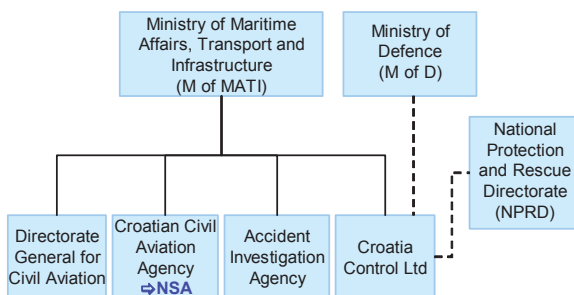 Ministry of Maritime
Affairs, Transport and
Infrastructure
(M of MATI)
Ministry of
Defence
(M of D)
National
Protection
and Rescue
Directorate
(NPRD)
Directorate
General for
Civil Aviation
Croatian Civil
Aviation
Agency
⇨NSA
Accident
Investigation
Agency
Croatia
Control Ltd